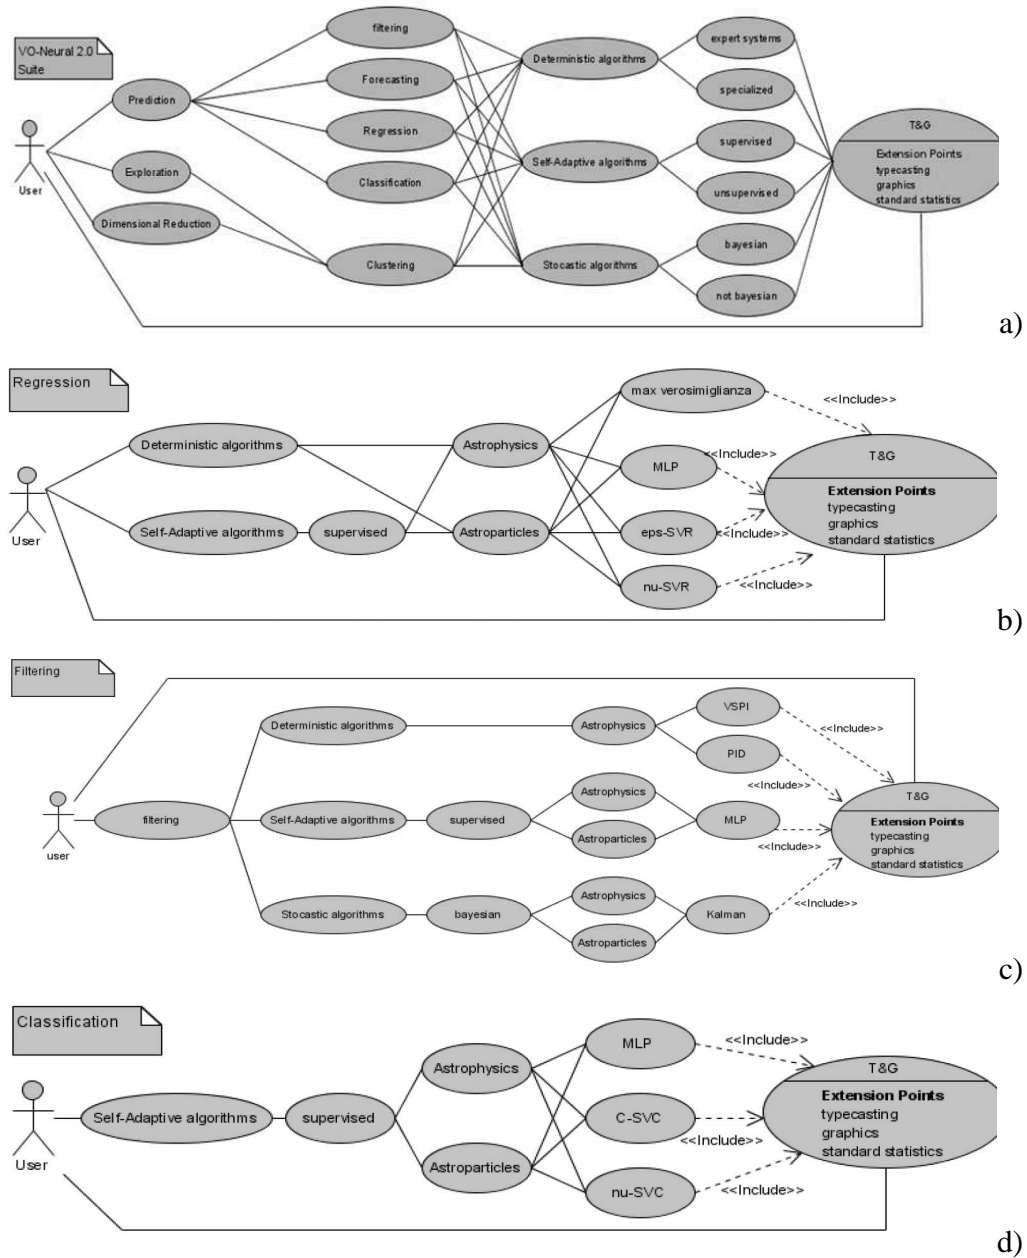 VO-Neural 2.0
Suite
User
Prediction
Exploration
Dimensional Reduction
filtering
Forecasting
Regression
Classification
Clustering
Deterministic algorithms
Self-Adaptive algorithms
Stocastic algorithms
expert systems
specialized
supervised
unsupervised
bayesian
not bayesian
T&G
Extension Points
typecasting
graphics
standard statistics
a)
Regression
User
Deterministic algorithms
Self-Adaptive algorithms
supervised
Astrophysics
Astroparticles
max verosimiglianza
MLP
eps-SVR
nu-SVR
<<Include>>
<<Include>>
<<Include>>
<<Include>>
T&G
Extension Points
typecasting
graphics
standard statistics
b)
Filtering
user
filtering
Deterministic algorithms
Self-Adaptive algorithms
Stocastic algorithms
supervised
bayesian
Astrophysics
Astrophysics
Astroparticles
Astrophysics
Astroparticles
VSPI
PID
MLP
Kalman
<<Include>>
<<Include>>
<<Include>>
<<Include>>
T&G
Extension Points
typecasting
graphics
standard statistics
c)
Classification
User
Self-Adaptive algorithms
supervised
Astrophysics
Astroparticles
MLP
C-SVC
nu-SVC
<<Include>>
<<Include>>
<<Include>>
T&G
Extension Points
typecasting
graphics
standard statistics
d)